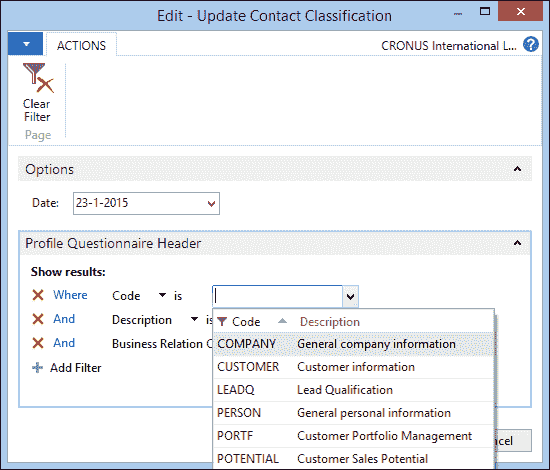 Edit - Update Contact Classification
ACTIONS
CRONUS International L...
Clear
Filter
Page
Options
Date: 23-1-2015
Profile Questionnaire Header
Show results:
Where Code is
And Description
And Business Relation
Add Filter
Code Description
COMPANY General company information
CUSTOMER Customer information
LEADQ Lead Qualification
PERSON General personal information
PORTF Customer Portfolio Management
POTENTIAL Customer Sales Potential